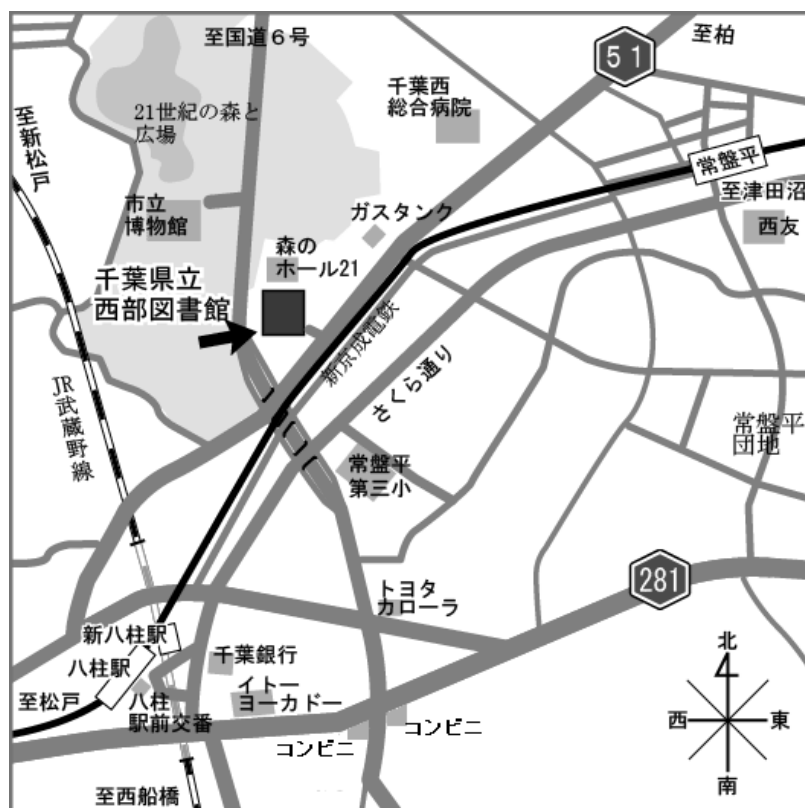 至国道6号
51
至柏
千葉西
総合病院
21世紀の森と
広場
至新松戸
常盤平
至津田沼
西友
市立
博物館
ガスタンク
森の
ホール21
千葉県立
西部図書館
新京成電鉄
さくら通り
JR武蔵野線
常盤平
団地
常盤平
第三小
281
トヨタ
カローラ
新八柱駅
八柱駅
千葉銀行
至松戸
八柱
駅前交番
イトー
ヨーカドー
コンビニ
コンビニ
至西船橋
北
西
東
南